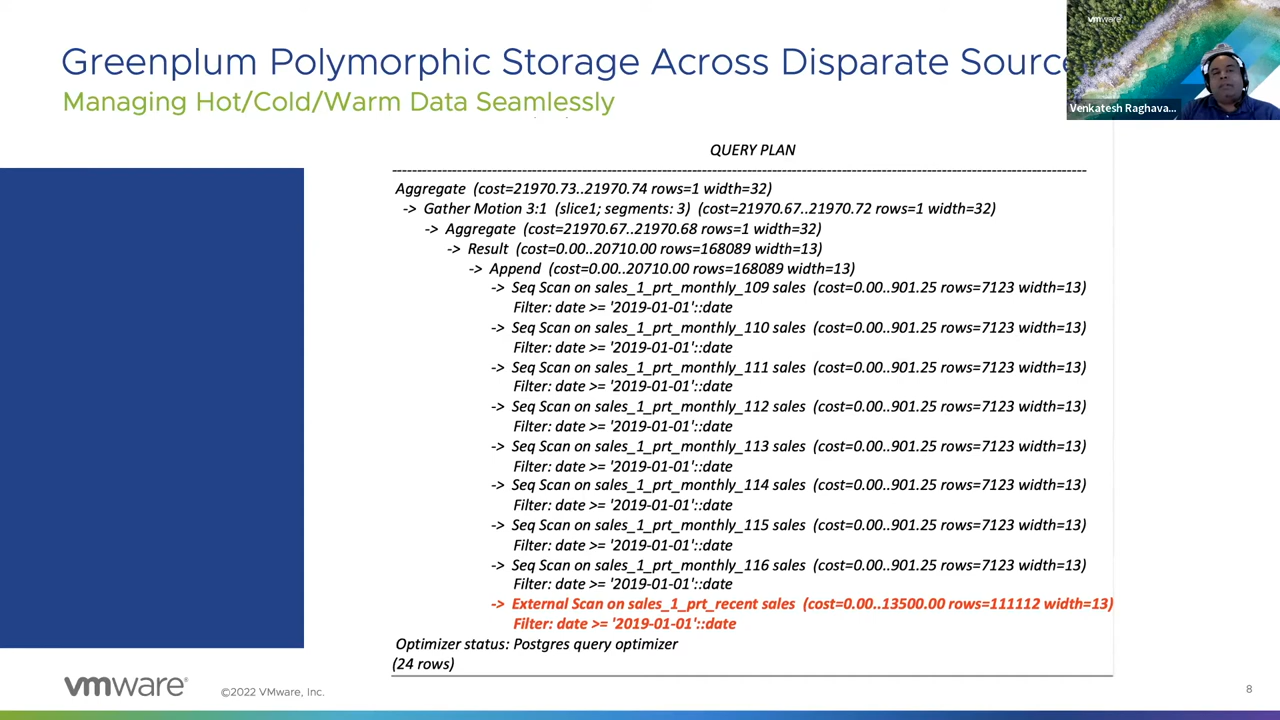 Greenplum Polymorphic Storage Across Disparate Source
Managing Hot/Cold/Warm Data Seamlessly
vmware
Venkatesh Raghava...
QUERY PLAN
-----------------------------------------------------------------------------------------------------------------------------
Aggregate (cost=21970.73..21970.74 rows=1 width=32)
-> Gather Motion 3:1 (slice1; segments: 3) (cost=21970.67..21970.72 rows=1 width=32)
-> Aggregate (cost=21970.67..21970.68 rows=1 width=32)
-> Result (cost=0.00..20710.00 rows=168089 width=13)
-> Append (cost=0.00..20710.00 rows=168089 width=13)
-> Seq Scan on sales_1_prt_monthly_109 sales (cost=0.00..901.25 rows=7123 width=13)
Filter: date >= '2019-01-01'::date
-> Seq Scan on sales_1_prt_monthly_110 sales (cost=0.00..901.25 rows=7123 width=13)
Filter: date >= '2019-01-01'::date
-> Seq Scan on sales_1_prt_monthly_111 sales (cost=0.00..901.25 rows=7123 width=13)
Filter: date >= '2019-01-01'::date
-> Seq Scan on sales_1_prt_monthly_112 sales (cost=0.00..901.25 rows=7123 width=13)
Filter: date >= '2019-01-01'::date
-> Seq Scan on sales_1_prt_monthly_113 sales (cost=0.00..901.25 rows=7123 width=13)
Filter: date >= '2019-01-01'::date
-> Seq Scan on sales_1_prt_monthly_114 sales (cost=0.00..901.25 rows=7123 width=13)
Filter: date >= '2019-01-01'::date
-> Seq Scan on sales_1_prt_monthly_115 sales (cost=0.00..901.25 rows=7123 width=13)
Filter: date >= '2019-01-01'::date
-> Seq Scan on sales_1_prt_monthly_116 sales (cost=0.00..901.25 rows=7123 width=13)
Filter: date >= '2019-01-01'::date
-> External Scan on sales_1_prt_recent sales (cost=0.00..13500.00 rows=111112 width=13)
Filter: date >= '2019-01-01'::date
Optimizer status: Postgres query optimizer
(24 rows)
vmware®
©2022 VMware, Inc.
8